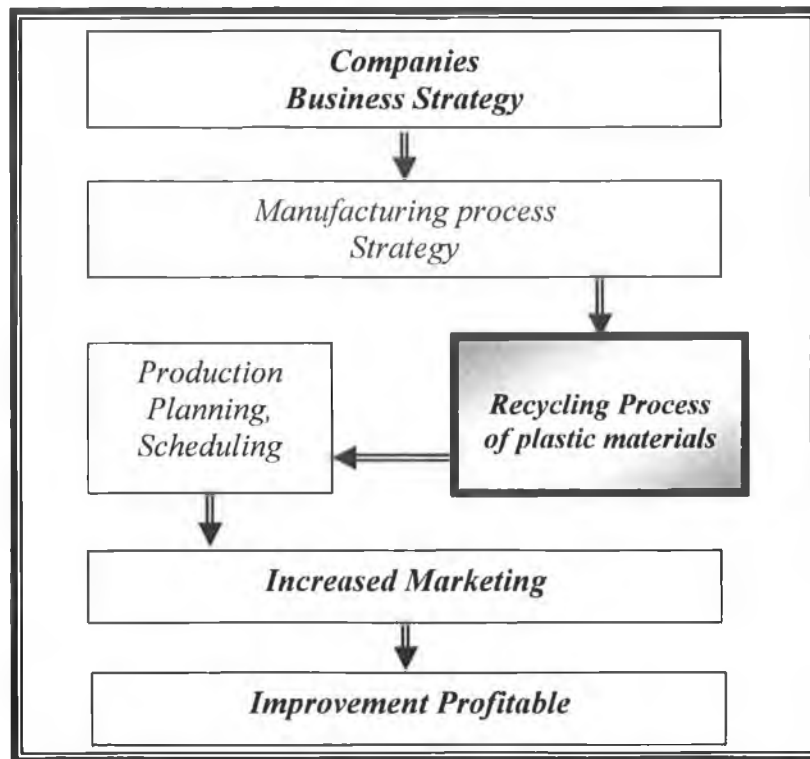 Companies
Business Strategy
Manufacturing process
Strategy
Production
Planning,
Scheduling
Recycling Process
of plastic materials
Increased Marketing
Improvement Profitable